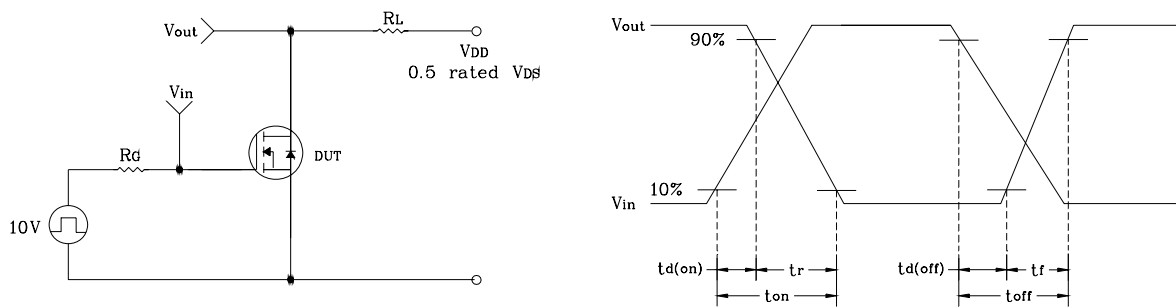 Vout
RL
VDD
0.5 rated VDS
Vin
RG
DUT
10V
Vout
90%
10%
Vin
td(on)
tr
td(off)
tf
ton
toff